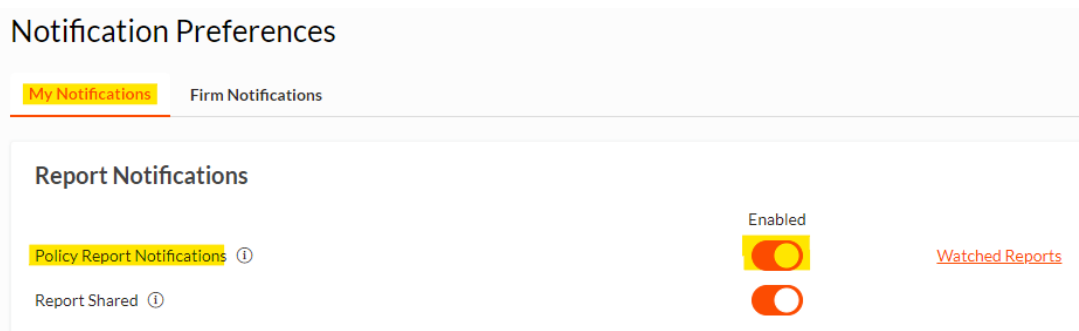 Notification Preferences
My Notifications Firm Notifications
Report Notifications
Enabled
Policy Report Notifications ⓘ Watched Reports
Report Shared ⓘ